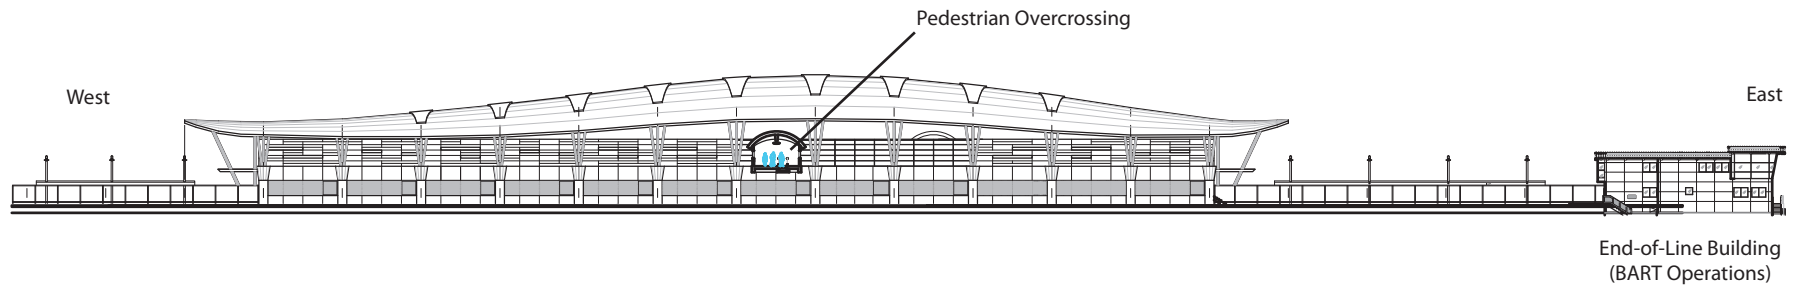 Pedestrian Overcrossing
West
East
End-of-Line Building
(BART Operations)